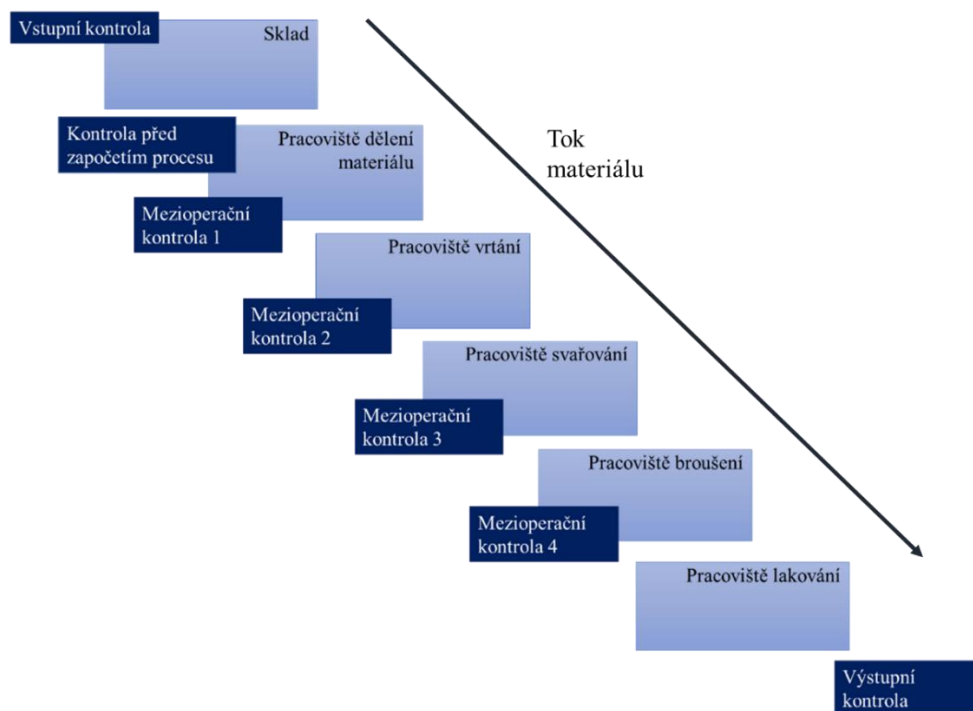 Vstupní kontrola
Sklad
Kontrola před
započetím procesu
Pracoviště dělení
materiálu
Tok
materiálu
Mezioperační
kontrola 1
Pracoviště vrtání
Mezioperační
kontrola 2
Pracoviště svařování
Mezioperační
kontrola 3
Pracoviště broušení
Mezioperační
kontrola 4
Pracoviště lakování
Výstupní
kontrola